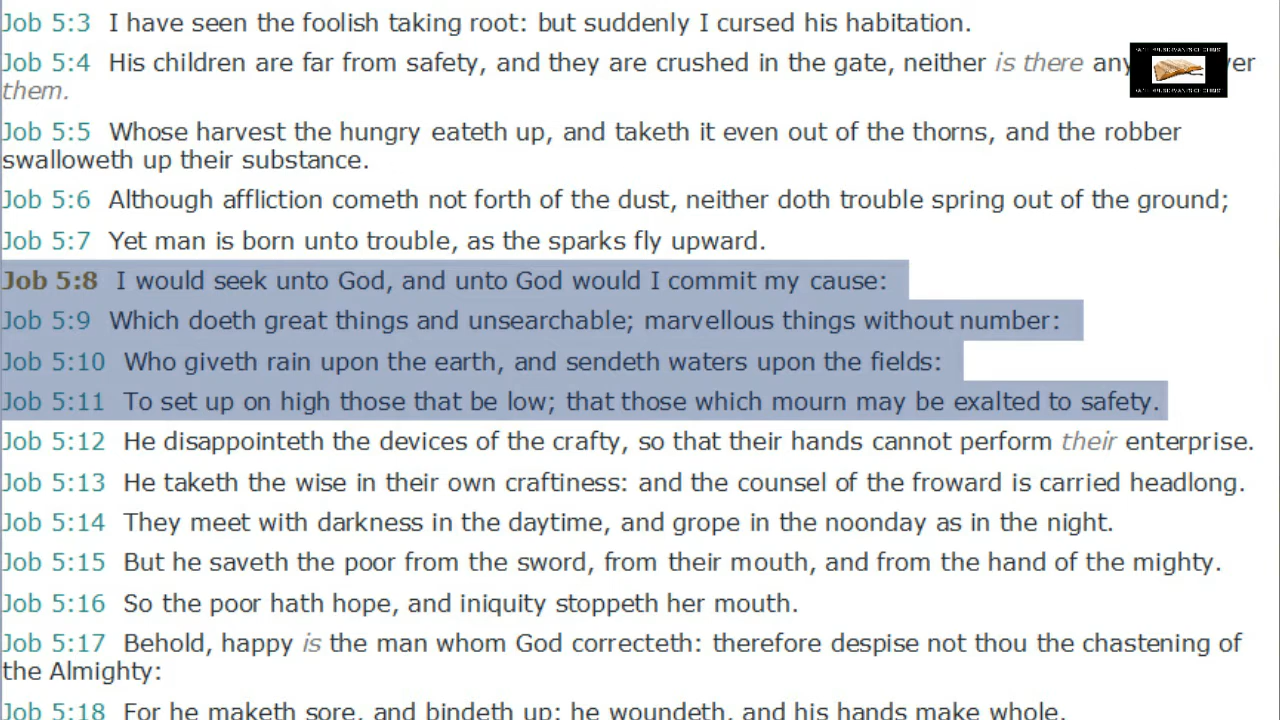 Job 5:3 I have seen the foolish taking root: but suddenly I cursed his habitation.
Job 5:4 His children are far from safety, and they are crushed in the gate, neither is there
them.
Job 5:5 Whose harvest the hungry eateth up, and taketh it even out of the thorns, and the robber
swalloweth up their substance.
Job 5:6 Although affliction cometh not forth of the dust, neither doth trouble spring out of the ground;
Job 5:7 Yet man is born unto trouble, as the sparks fly upward.
Job 5:8 I would seek unto God, and unto God would I commit my cause:
Job 5:9 Which doeth great things and unsearchable; marvellous things without number:
Job 5:10 Who giveth rain upon the earth, and sendeth waters upon the fields:
Job 5:11 To set up on high those that be low; that those which mourn may be exalted to safety.
Job 5:12 He disappointeth the devices of the crafty, so that their hands cannot perform their enterprise.
Job 5:13 He taketh the wise in their own craftiness: and the counsel of the froward is carried headlong.
Job 5:14 They meet with darkness in the daytime, and grope in the noonday as in the night.
Job 5:15 But he saveth the poor from the sword, from their mouth, and from the hand of the mighty.
Job 5:16 So the poor hath hope, and iniquity stoppeth her mouth.
Job 5:17 Behold, happy is the man whom God correcteth: therefore despise not thou the chastening of
the Almighty:
Job 5:18 For he maketh sore, and bindeth up: he woundeth, and his hands make whole.